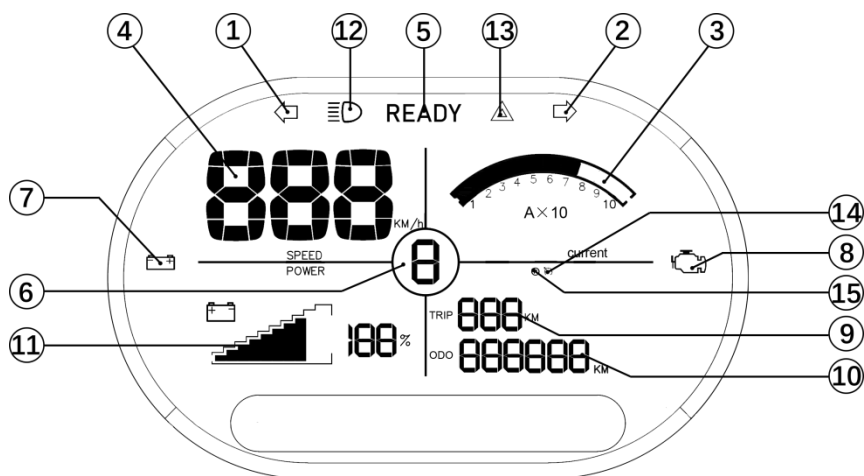 4 1 12 5 13 2 3
READY
888 KM/h
1 2 3 4 5 6 7 8 9 10
A×10
14
7
SPEED
current
8
POWER
8
6
15
+ -
TRIP 888 KM
9
11
188 %
ODO 888888 KM
10